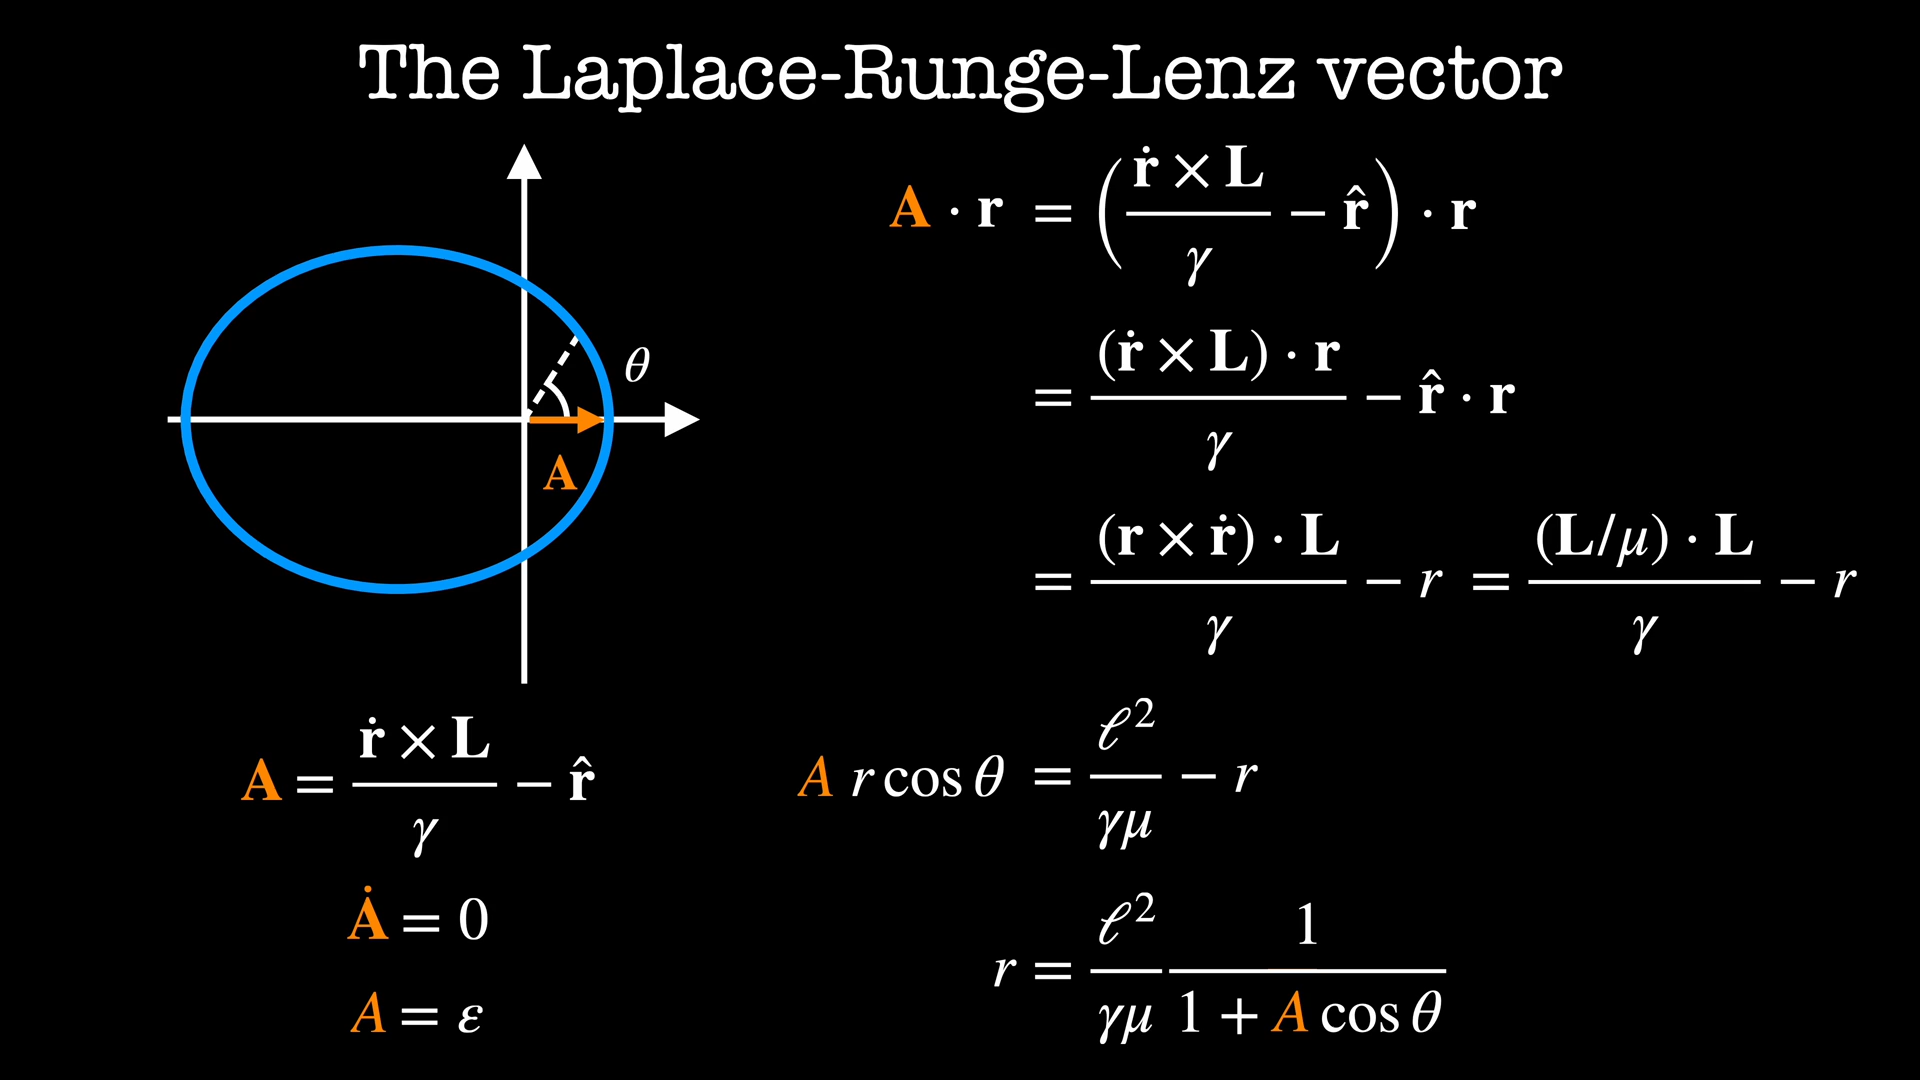 The Laplace-Runge-Lenz vector
θ
A
A = (ṙ × L)/γ − r̂
Ȧ = 0
A = ε
A · r = ((ṙ × L)/γ − r̂) · r
= ((ṙ × L) · r)/γ − r̂ · r
= ((r × ṙ) · L)/γ − r = ((L/μ) · L)/γ − r
A r cos θ = ℓ²/(γμ) − r
r = ℓ²/(γμ) 1/(1 + A cos θ)